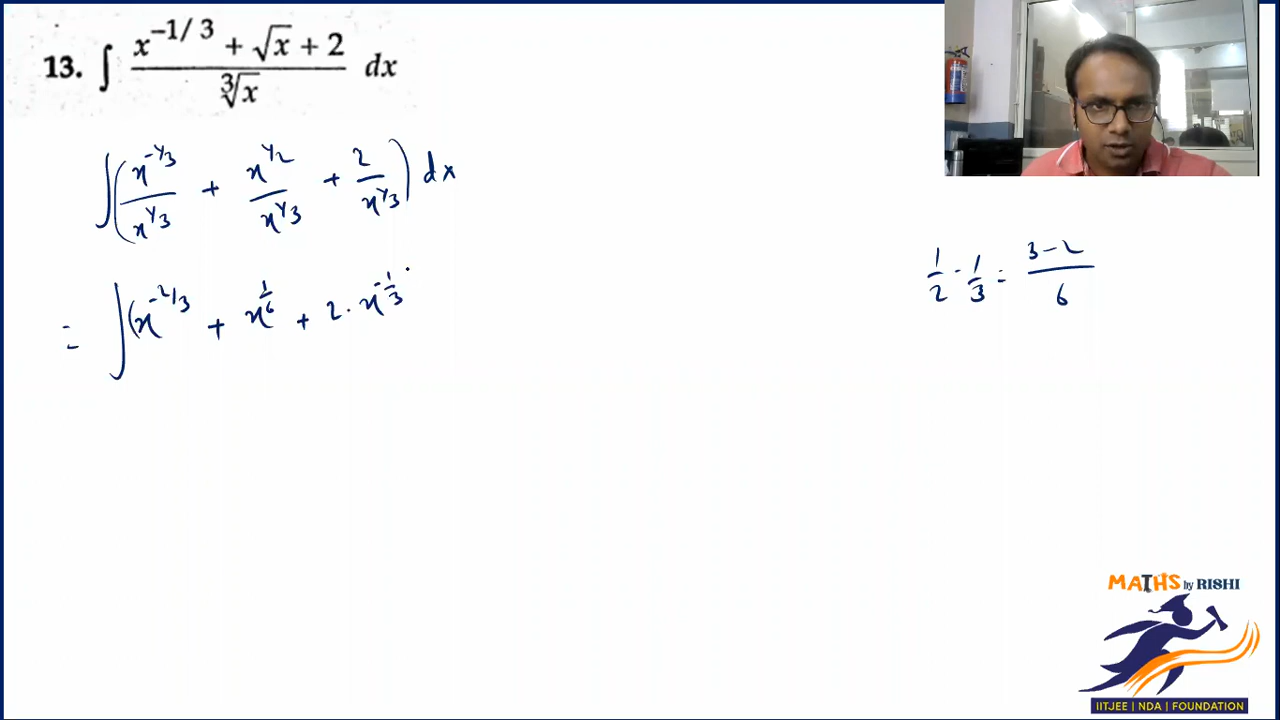 13. ∫ (x^{-1/3} + √x + 2) / ∛x dx
∫ ( x^{-1/3} / x^{1/3} + x^{1/2} / x^{1/3} + 2 / x^{1/3} ) dx
1/2 - 1/3 = (3-2)/6
= ∫ (x^{-2/3} + x^{1/6} + 2 · x^{-1/3}
MATHS by RISHI
IITJEE | NDA | FOUNDATION